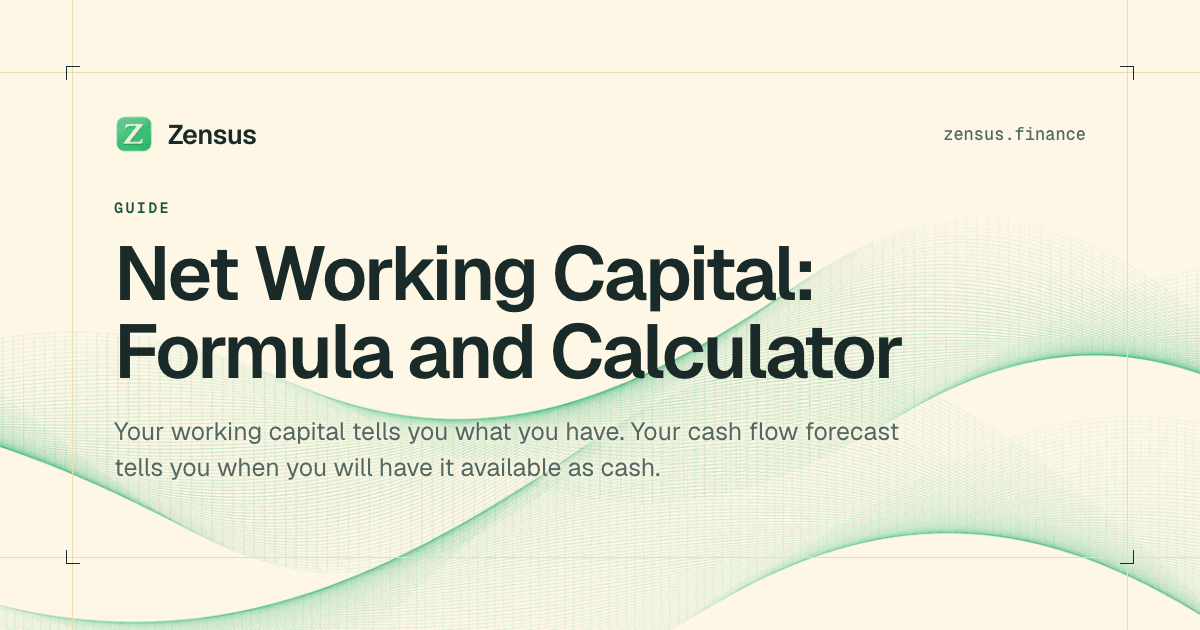 Z Zensus
zensus.finance
GUIDE
Net Working Capital:
Formula and Calculator
Your working capital tells you what you have. Your cash flow forecast
tells you when you will have it available as cash.